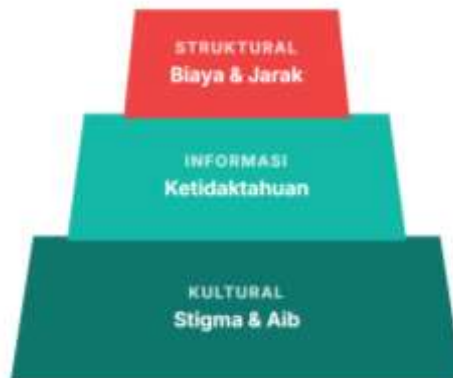 STRUKTURAL
Biaya & Jarak
INFORMASI
Ketidaktahuan
KULTURAL
Stigma & Aib